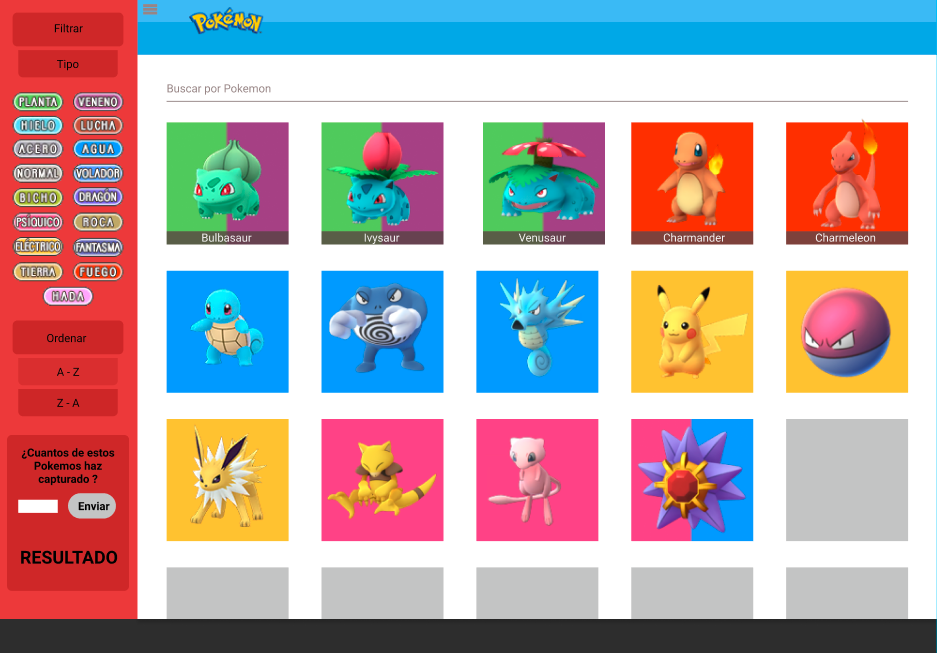 Filtrar
Tipo
PLANTA VENENO
HIELO LUCHA
ACERO AGUA
NORMAL VOLADOR
BICHO DRAGÓN
PSIQUICO ROCA
ELÉCTRICO FANTASMA
TIERRA FUEGO
HADA
Ordenar
A - Z
Z - A
¿Cuantos de estos
Pokemos haz
capturado ?
Enviar
RESULTADO
POKéMON
Buscar por Pokemon
Bulbasaur Ivysaur Venusaur Charmander Charmeleon